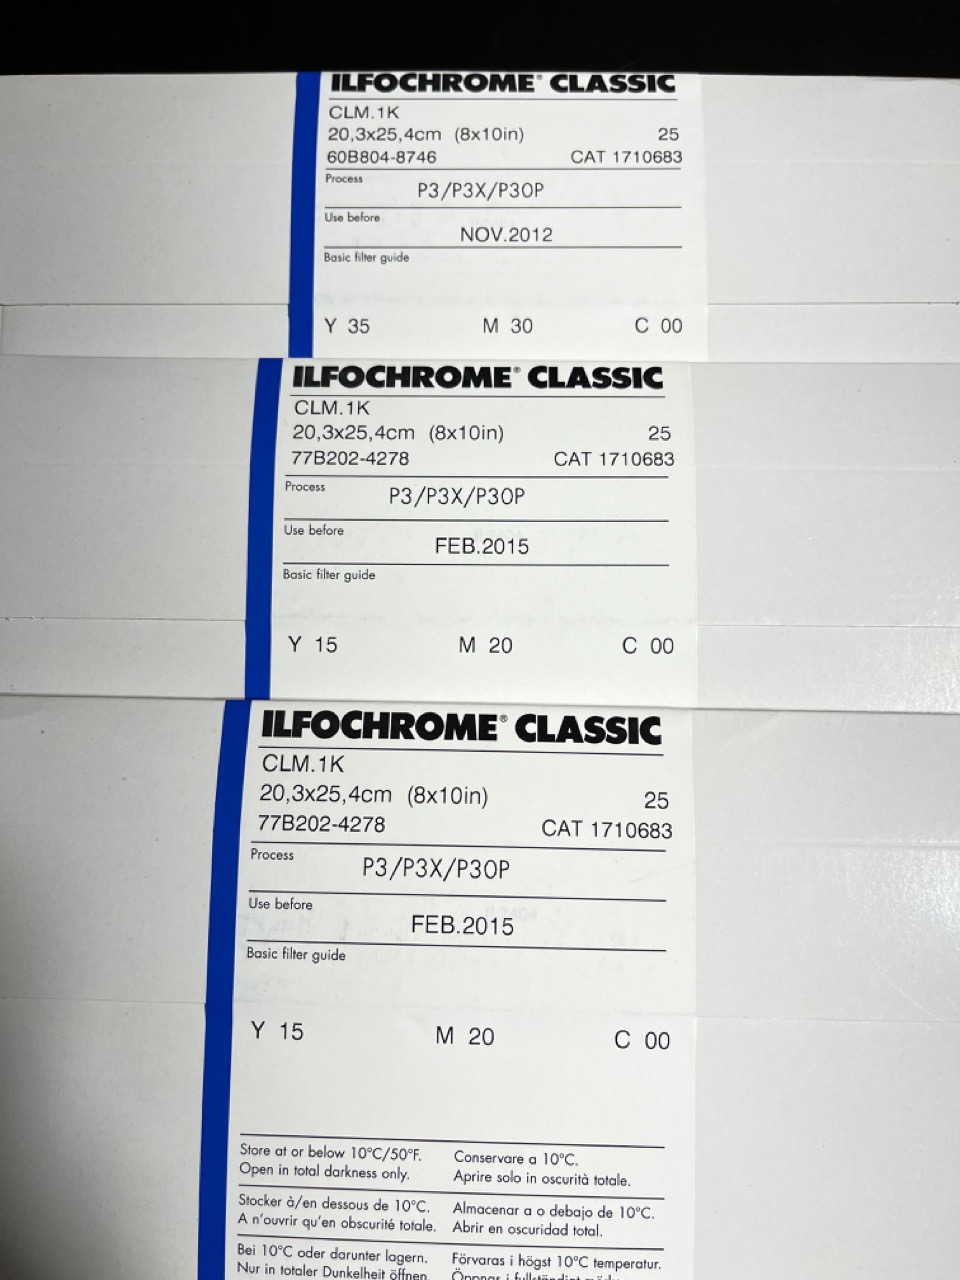 ILFOCHROME® CLASSIC
CLM.1K
20,3x25,4cm (8x10in) 25
60B804-8746 CAT 1710683
Process P3/P3X/P3OP
Use before NOV.2012
Basic filter guide
Y 35 M 30 C 00
ILFOCHROME® CLASSIC
CLM.1K
20,3x25,4cm (8x10in) 25
77B202-4278 CAT 1710683
Process P3/P3X/P3OP
Use before FEB.2015
Basic filter guide
Y 15 M 20 C 00
ILFOCHROME® CLASSIC
CLM.1K
20,3x25,4cm (8x10in) 25
77B202-4278 CAT 1710683
Process P3/P3X/P3OP
Use before FEB.2015
Basic filter guide
Y 15 M 20 C 00
Store at or below 10°C/50°F.
Open in total darkness only.
Conservare a 10°C.
Aprire solo in oscurità totale.
Stocker à/en dessous de 10°C.
A n'ouvrir qu'en obscurité totale.
Almacenar a o debajo de 10°C.
Abrir en oscuridad total.
Bei 10°C oder darunter lagern.
Nur in totaler Dunkelheit öffnen.
Förvaras i högst 10°C temperatur.
Öppnas i